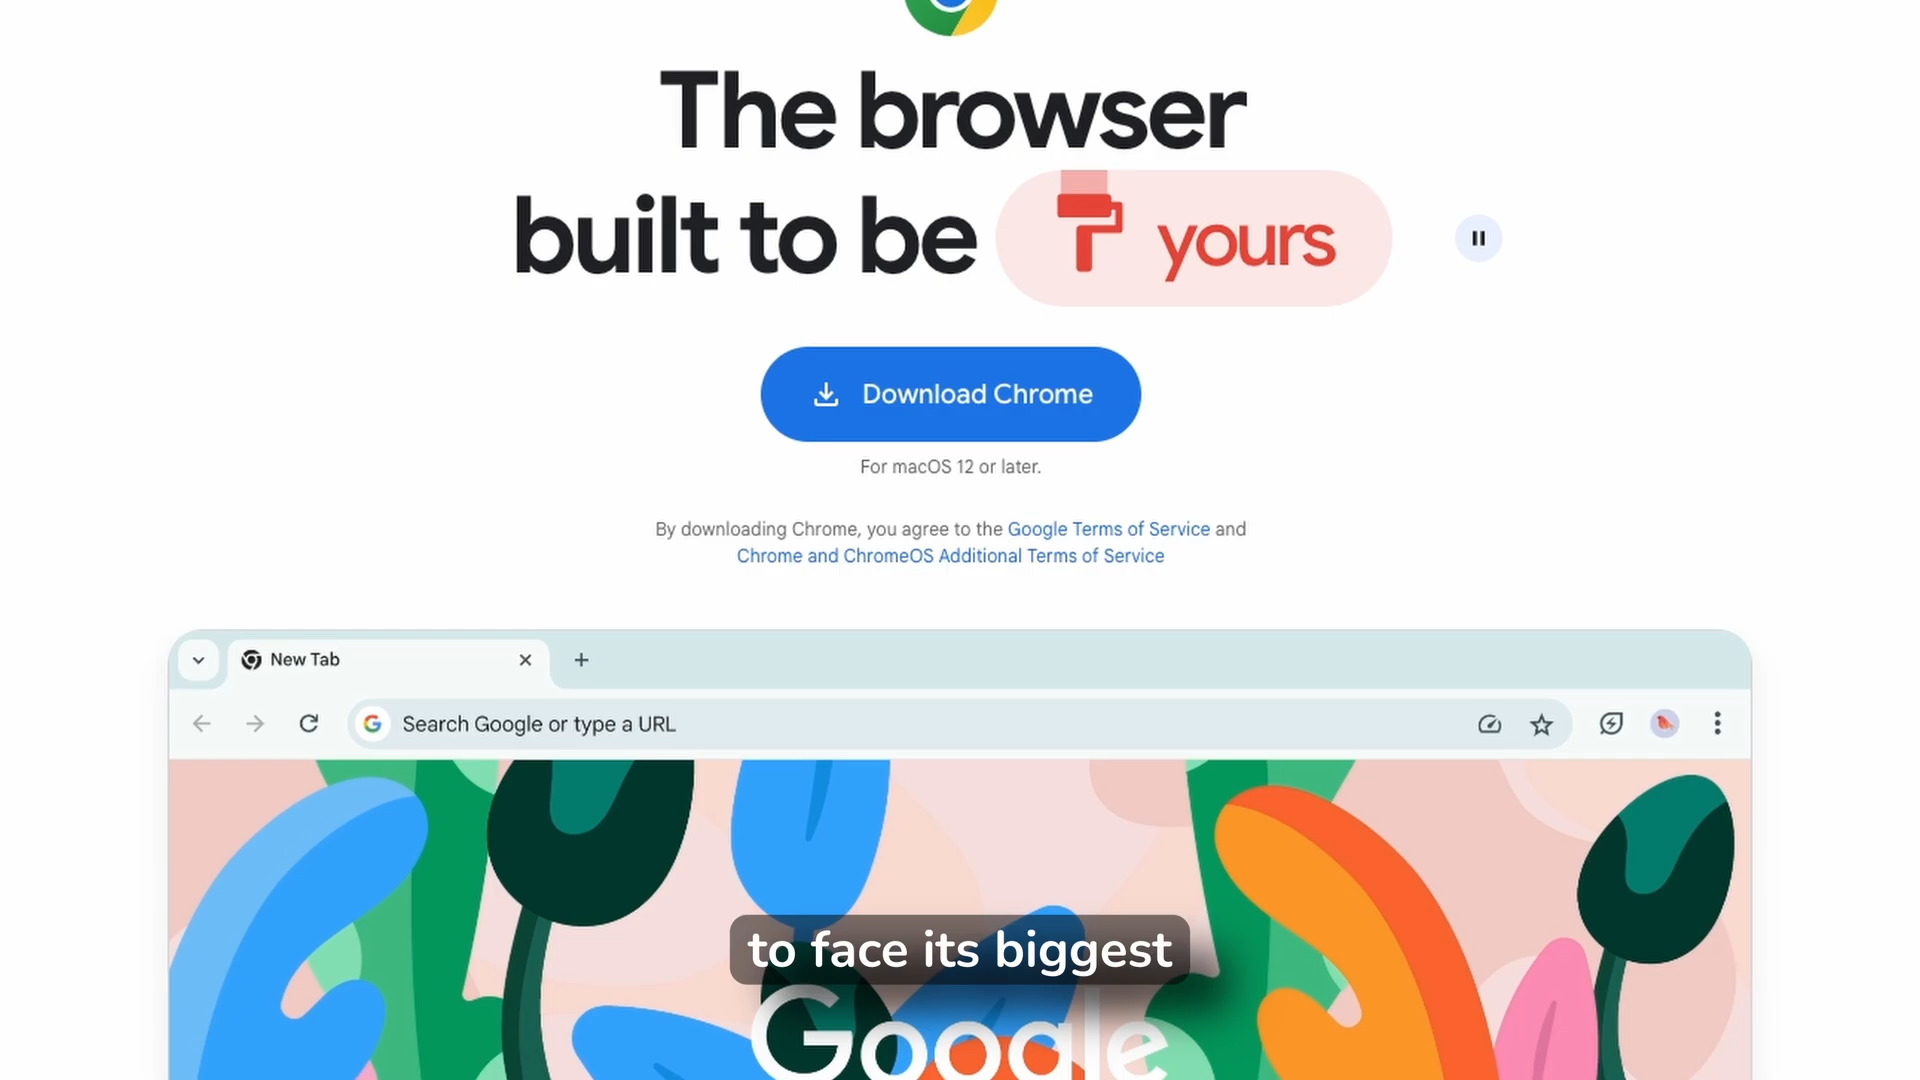 The browser
built to be yours
Download Chrome
For macOS 12 or later.
By downloading Chrome, you agree to the Google Terms of Service and
Chrome and ChromeOS Additional Terms of Service
New Tab
Search Google or type a URL
to face its biggest
Google